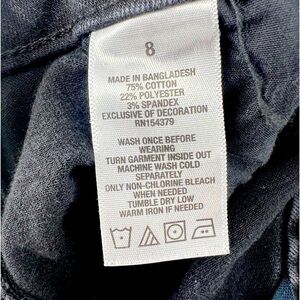 8
MADE IN BANGLADESH
75% COTTON
22% POLYESTER
3% SPANDEX
EXCLUSIVE OF DECORATION
RN154379
WASH ONCE BEFORE
WEARING
TURN GARMENT INSIDE OUT
MACHINE WASH COLD
SEPARATELY
ONLY NON-CHLORINE BLEACH
WHEN NEEDED
TUMBLE DRY LOW
WARM IRON IF NEEDED